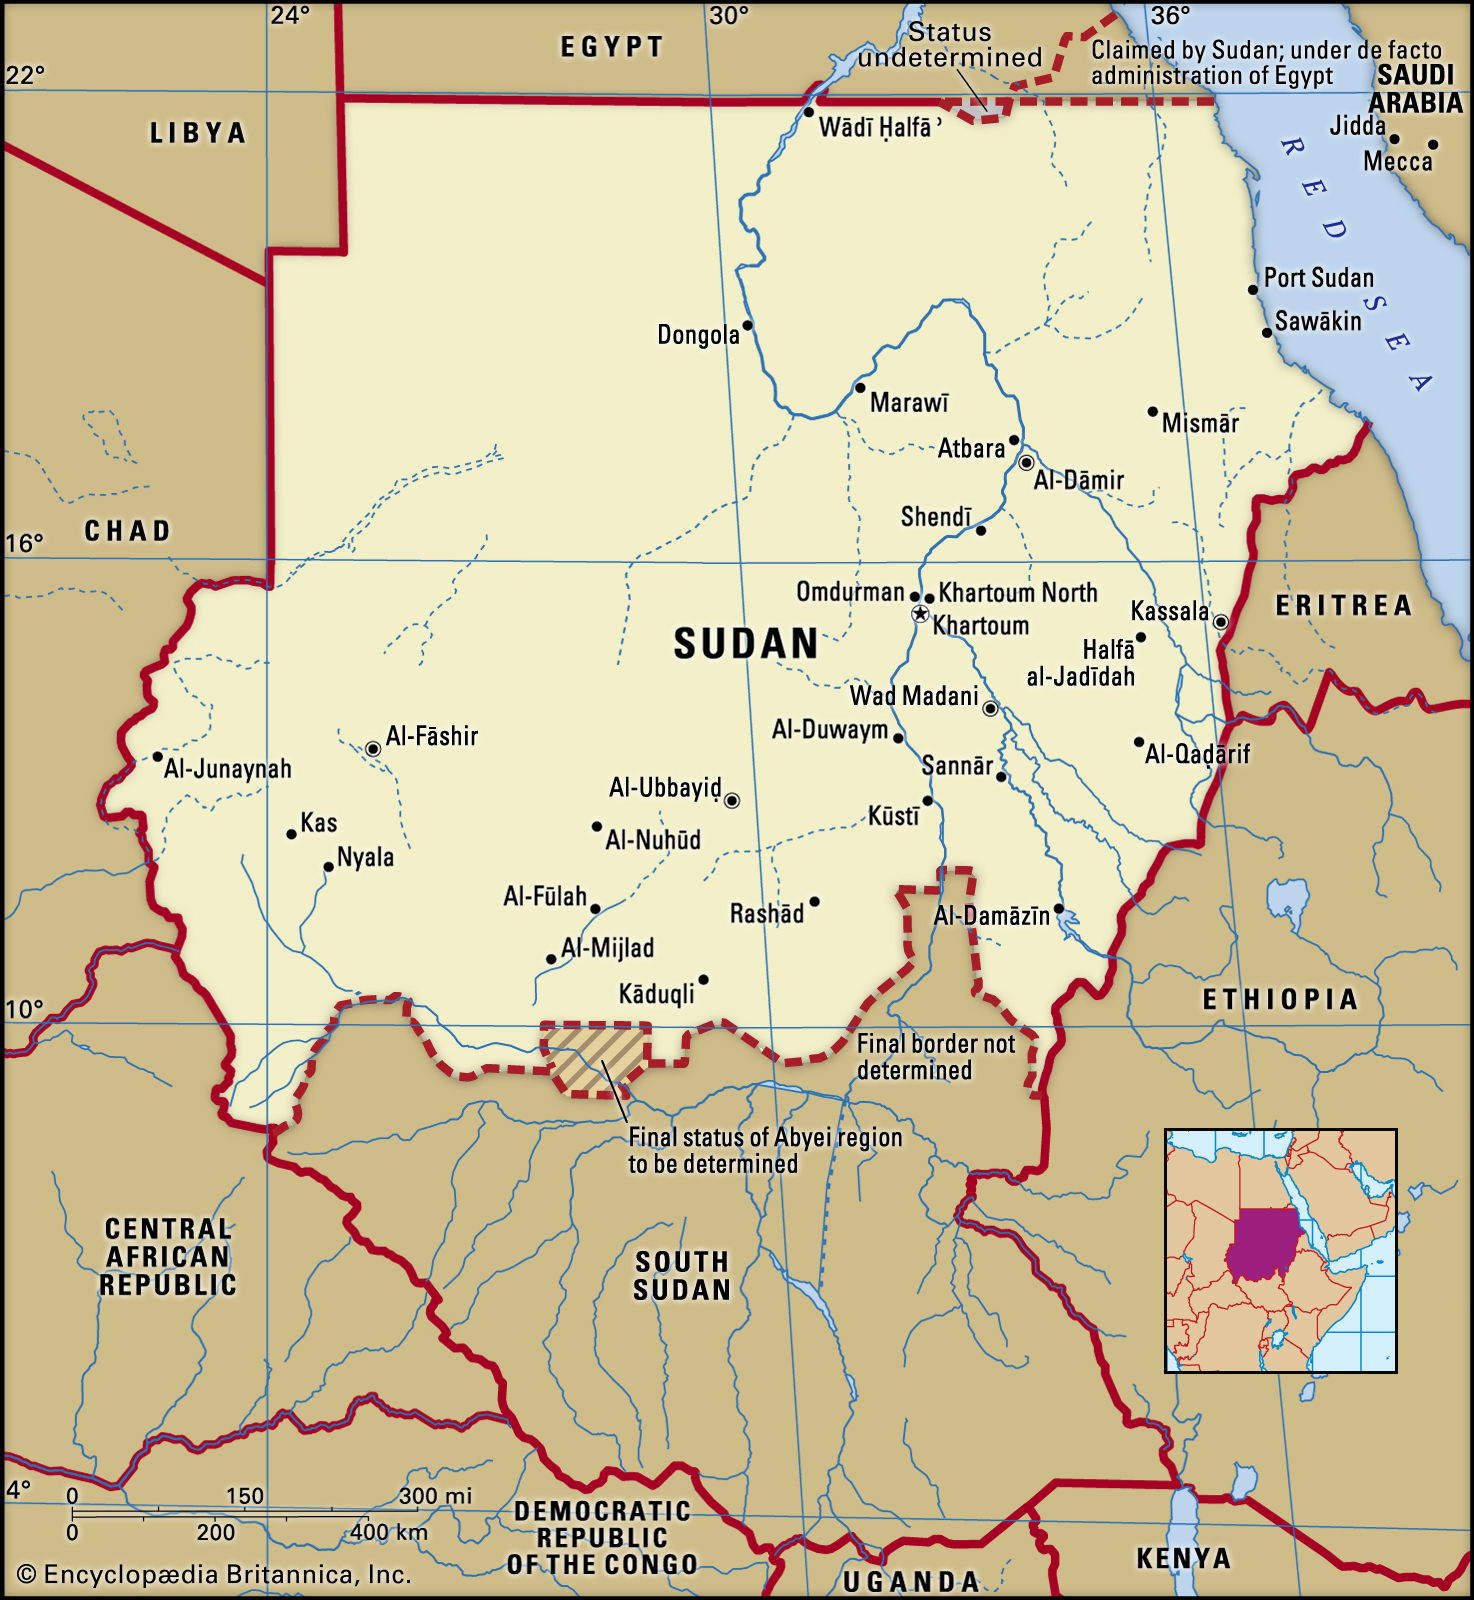 24°
30°
36°
EGYPT
Status
undetermined
Claimed by Sudan; under de facto
administration of Egypt
22°
SAUDI
ARABIA
LIBYA
Wādī Ḥalfāʾ
Jidda
Mecca
RED SEA
Port Sudan
Sawākin
Dongola
Marawī
Mismār
Atbara
Al-Dāmir
Shendī
CHAD
16°
Omdurman
Khartoum North
Khartoum
Kassala
ERITREA
SUDAN
Halfā
al-Jadīdah
Wad Madani
Al-Duwaym
Al-Fāshir
Al-Junaynah
Al-Qaḍārif
Sannār
Al-Ubbayiḍ
Kūstī
Kas
Al-Nuhūd
Nyala
Al-Fūlah
Rashād
Al-Damāzīn
Al-Mijlad
Kāduqli
ETHIOPIA
10°
Final border not
determined
Final status of Abyei region
to be determined
CENTRAL
AFRICAN
REPUBLIC
SOUTH
SUDAN
4°
0 150 300 mi
0 200 400 km
DEMOCRATIC
REPUBLIC
OF THE CONGO
KENYA
UGANDA
© Encyclopædia Britannica, Inc.